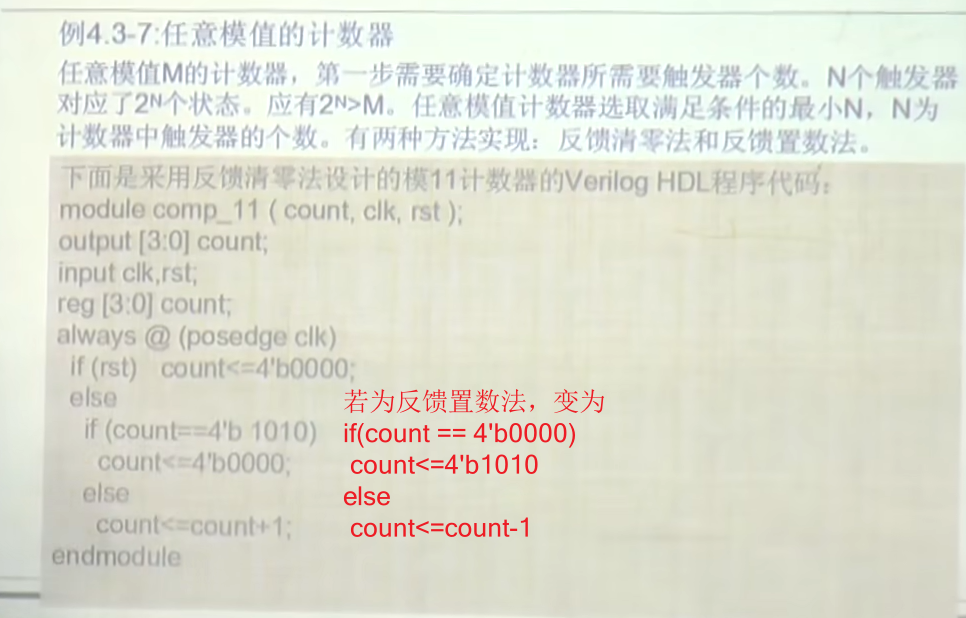 例4.3-7:任意模值的计数器
任意模值M的计数器，第一步需要确定计数器所需要触发器个数。N个触发器
对应了2ᴺ个状态。应有2ᴺ>M。任意模值计数器选取满足条件的最小N，N为
计数器中触发器的个数。有两种方法实现：反馈清零法和反馈置数法。
下面是采用反馈清零法设计的模11计数器的Verilog HDL程序代码：
module comp_11 ( count, clk, rst );
output [3:0] count;
input clk,rst;
reg [3:0] count;
always @ (posedge clk)
if (rst) count<=4'b0000;
else
if (count==4'b 1010)
count<=4'b0000;
else
count<=count+1;
endmodule
若为反馈置数法，变为
if(count == 4'b0000)
count<=4'b1010
else
count<=count-1